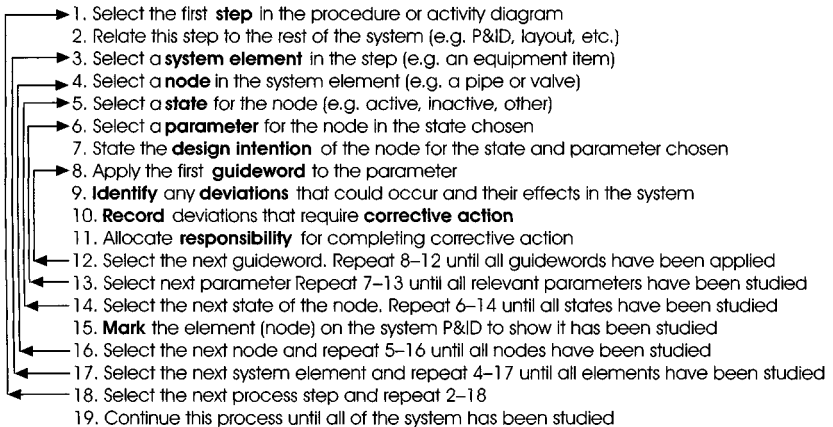 1. Select the first step in the procedure or activity diagram
2. Relate this step to the rest of the system (e.g. P&ID, layout, etc.)
3. Select a system element in the step (e.g. an equipment item)
4. Select a node in the system element (e.g. a pipe or valve)
5. Select a state for the node (e.g. active, inactive, other)
6. Select a parameter for the node in the state chosen
7. State the design intention of the node for the state and parameter chosen
8. Apply the first guideword to the parameter
9. Identify any deviations that could occur and their effects in the system
10. Record deviations that require corrective action
11. Allocate responsibility for completing corrective action
12. Select the next guideword. Repeat 8–12 until all guidewords have been applied
13. Select next parameter Repeat 7–13 until all relevant parameters have been studied
14. Select the next state of the node. Repeat 6–14 until all states have been studied
15. Mark the element (node) on the system P&ID to show it has been studied
16. Select the next node and repeat 5–16 until all nodes have been studied
17. Select the next system element and repeat 4–17 until all elements have been studied
18. Select the next process step and repeat 2–18
19. Continue this process until all of the system has been studied